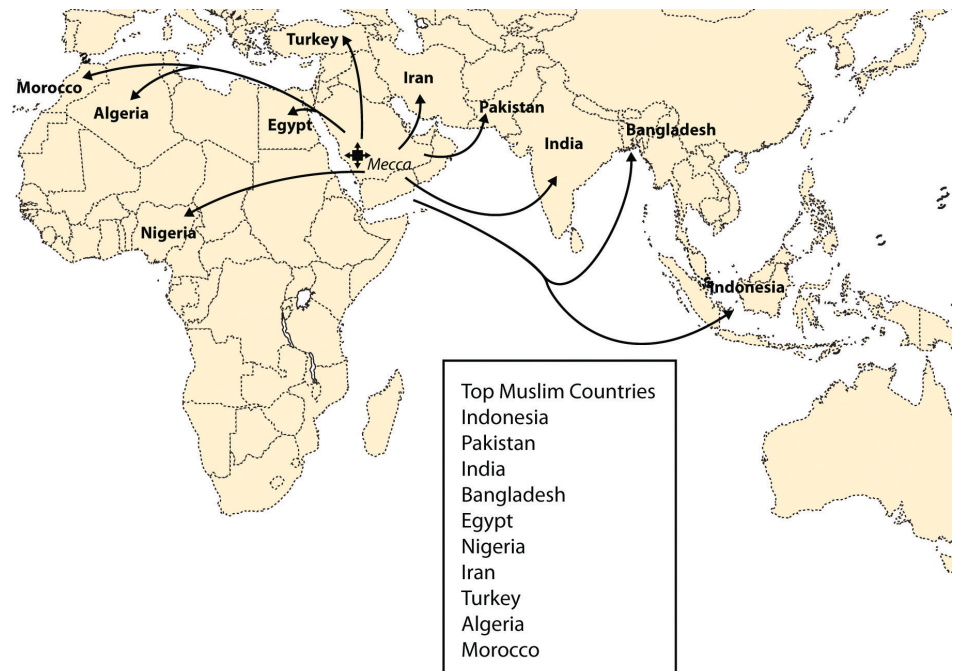 Turkey
Iran
Morocco
Algeria
Pakistan
Egypt
Bangladesh
India
Mecca
Nigeria
Indonesia
Top Muslim Countries
Indonesia
Pakistan
India
Bangladesh
Egypt
Nigeria
Iran
Turkey
Algeria
Morocco